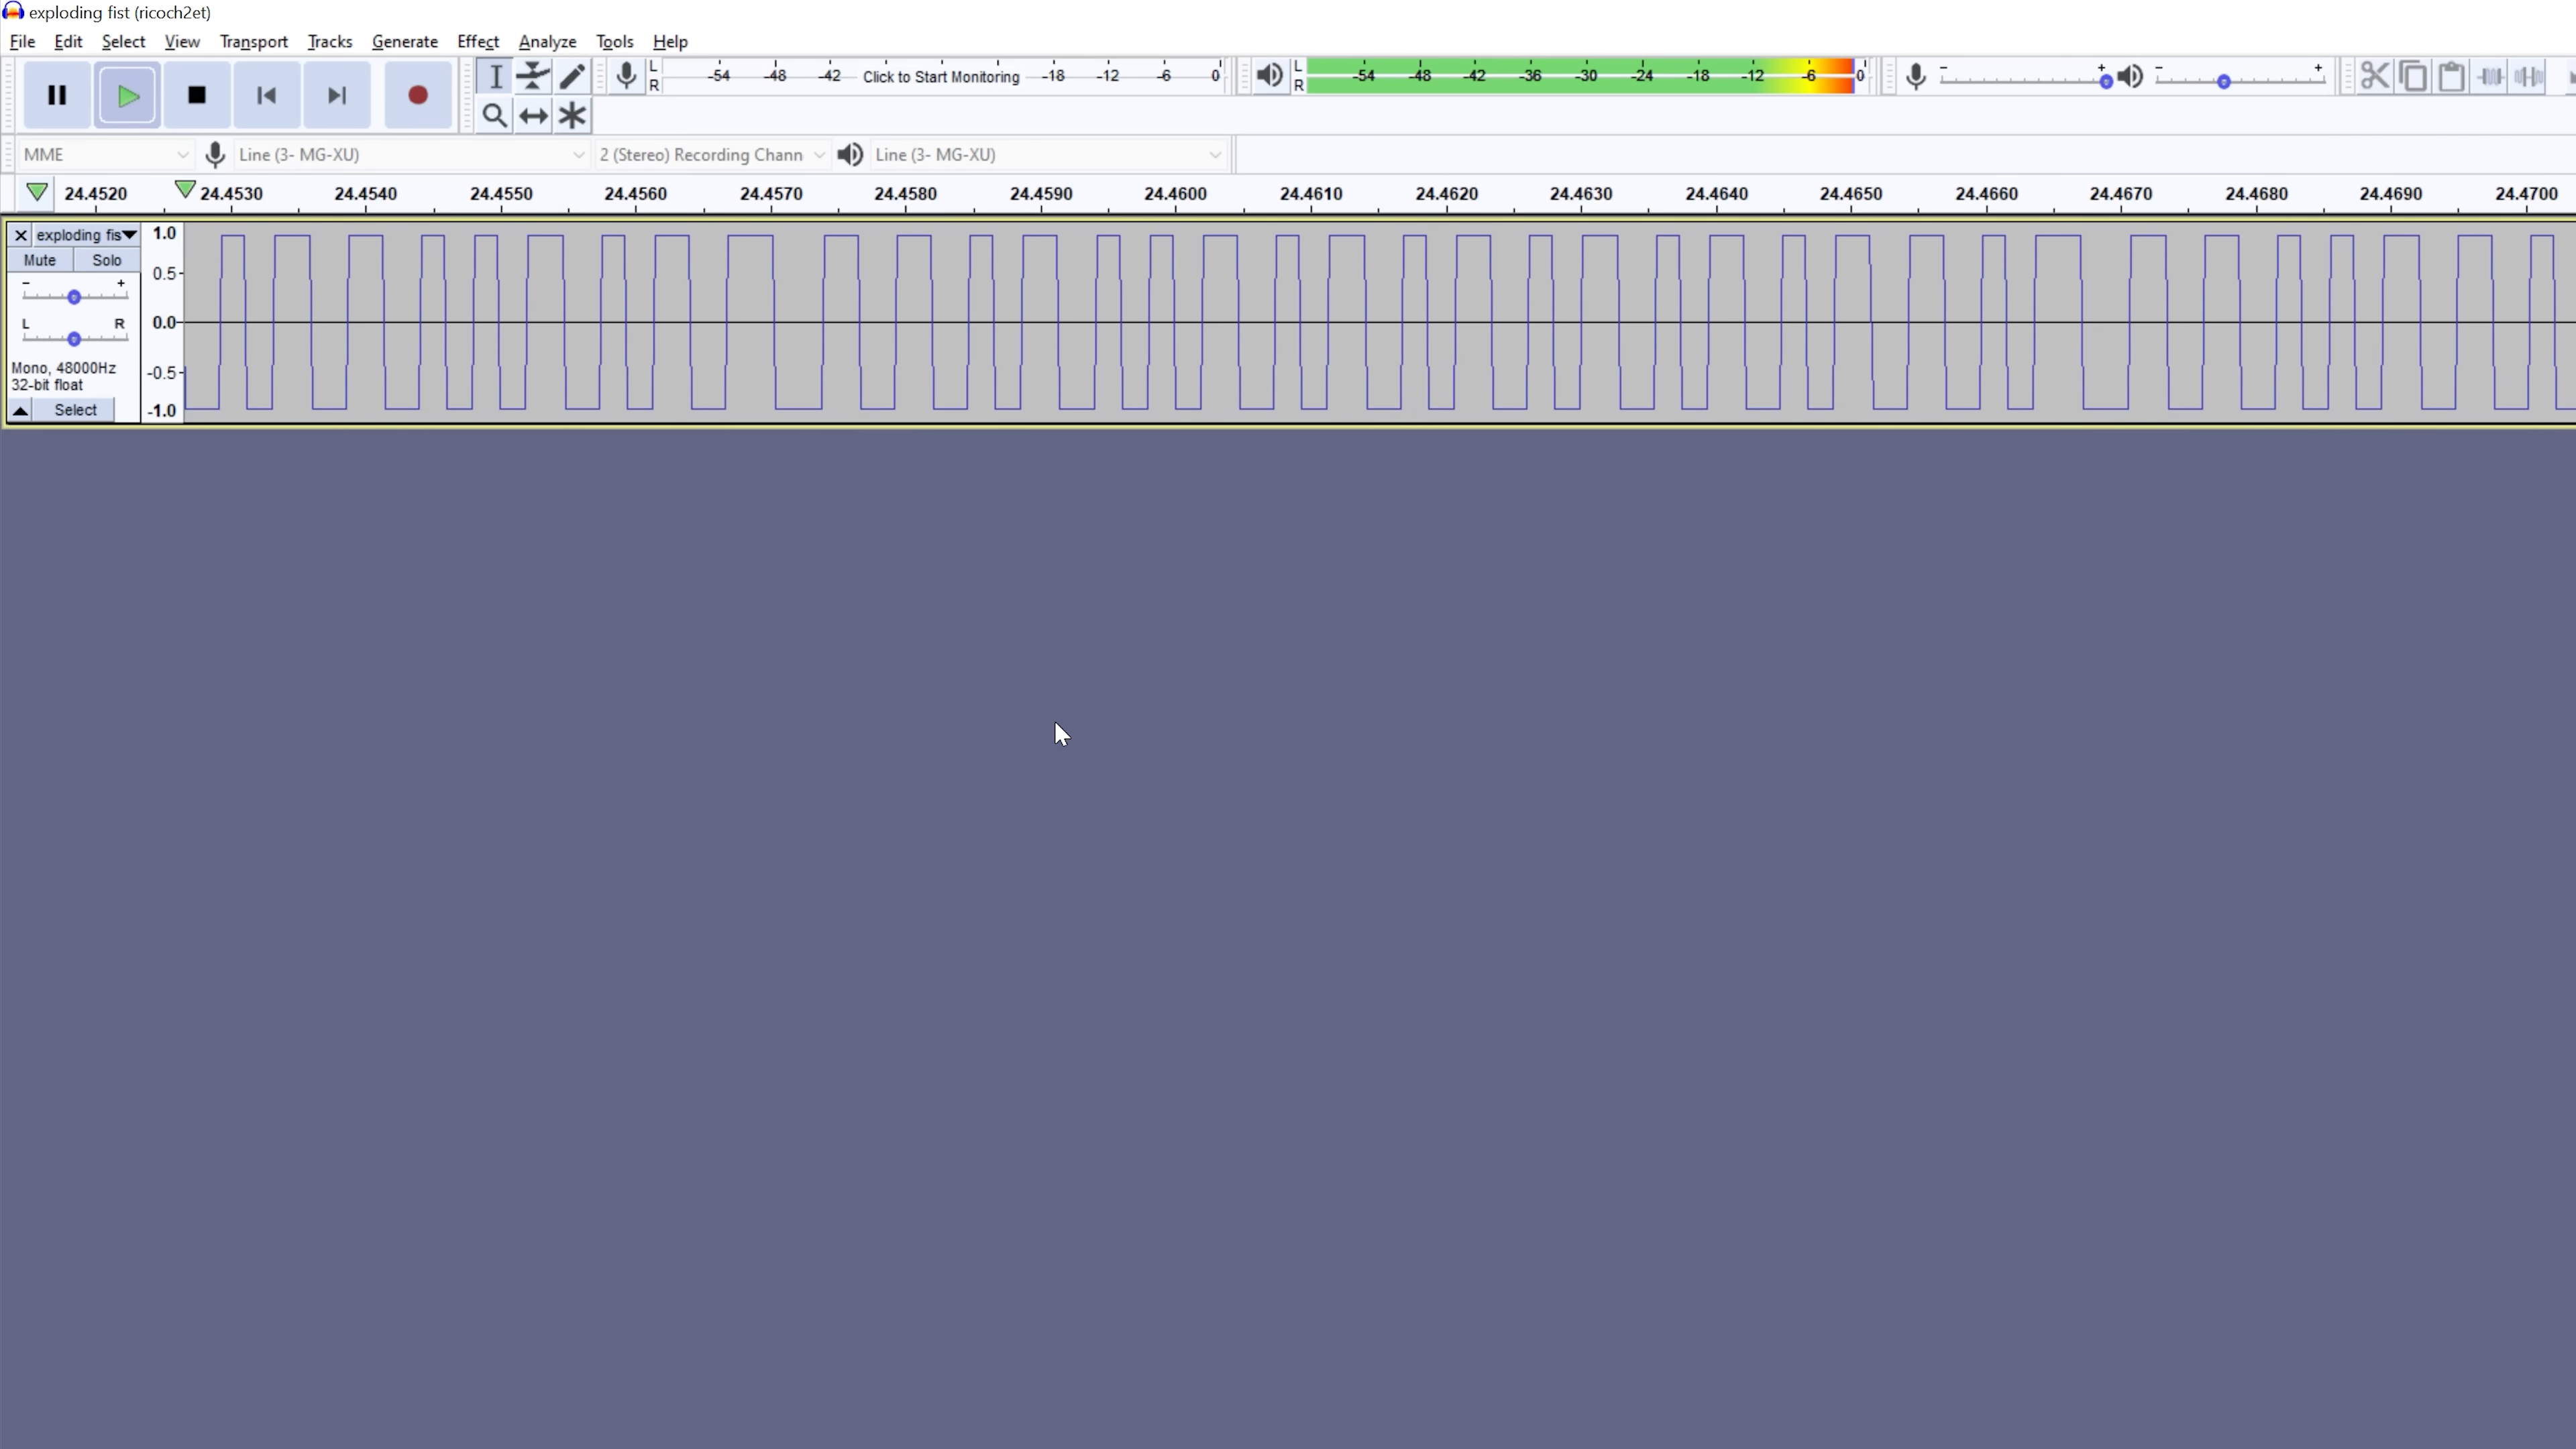 exploding fist (ricoch2et)
File Edit Select View Transport Tracks Generate Effect Analyze Tools Help
L R -54 -48 -42 Click to Start Monitoring -18 -12 -6 0
L R -54 -48 -42 -36 -30 -24 -18 -12 -6 0
- + - +
MME Line (3- MG-XU) 2 (Stereo) Recording Chann Line (3- MG-XU)
24.4520 24.4530 24.4540 24.4550 24.4560 24.4570 24.4580 24.4590 24.4600 24.4610 24.4620 24.4630 24.4640 24.4650 24.4660 24.4670 24.4680 24.4690 24.4700
exploding fis 1.0
Mute Solo
0.5
- +
L R 0.0
Mono, 48000Hz
-0.5
32-bit float
Select -1.0